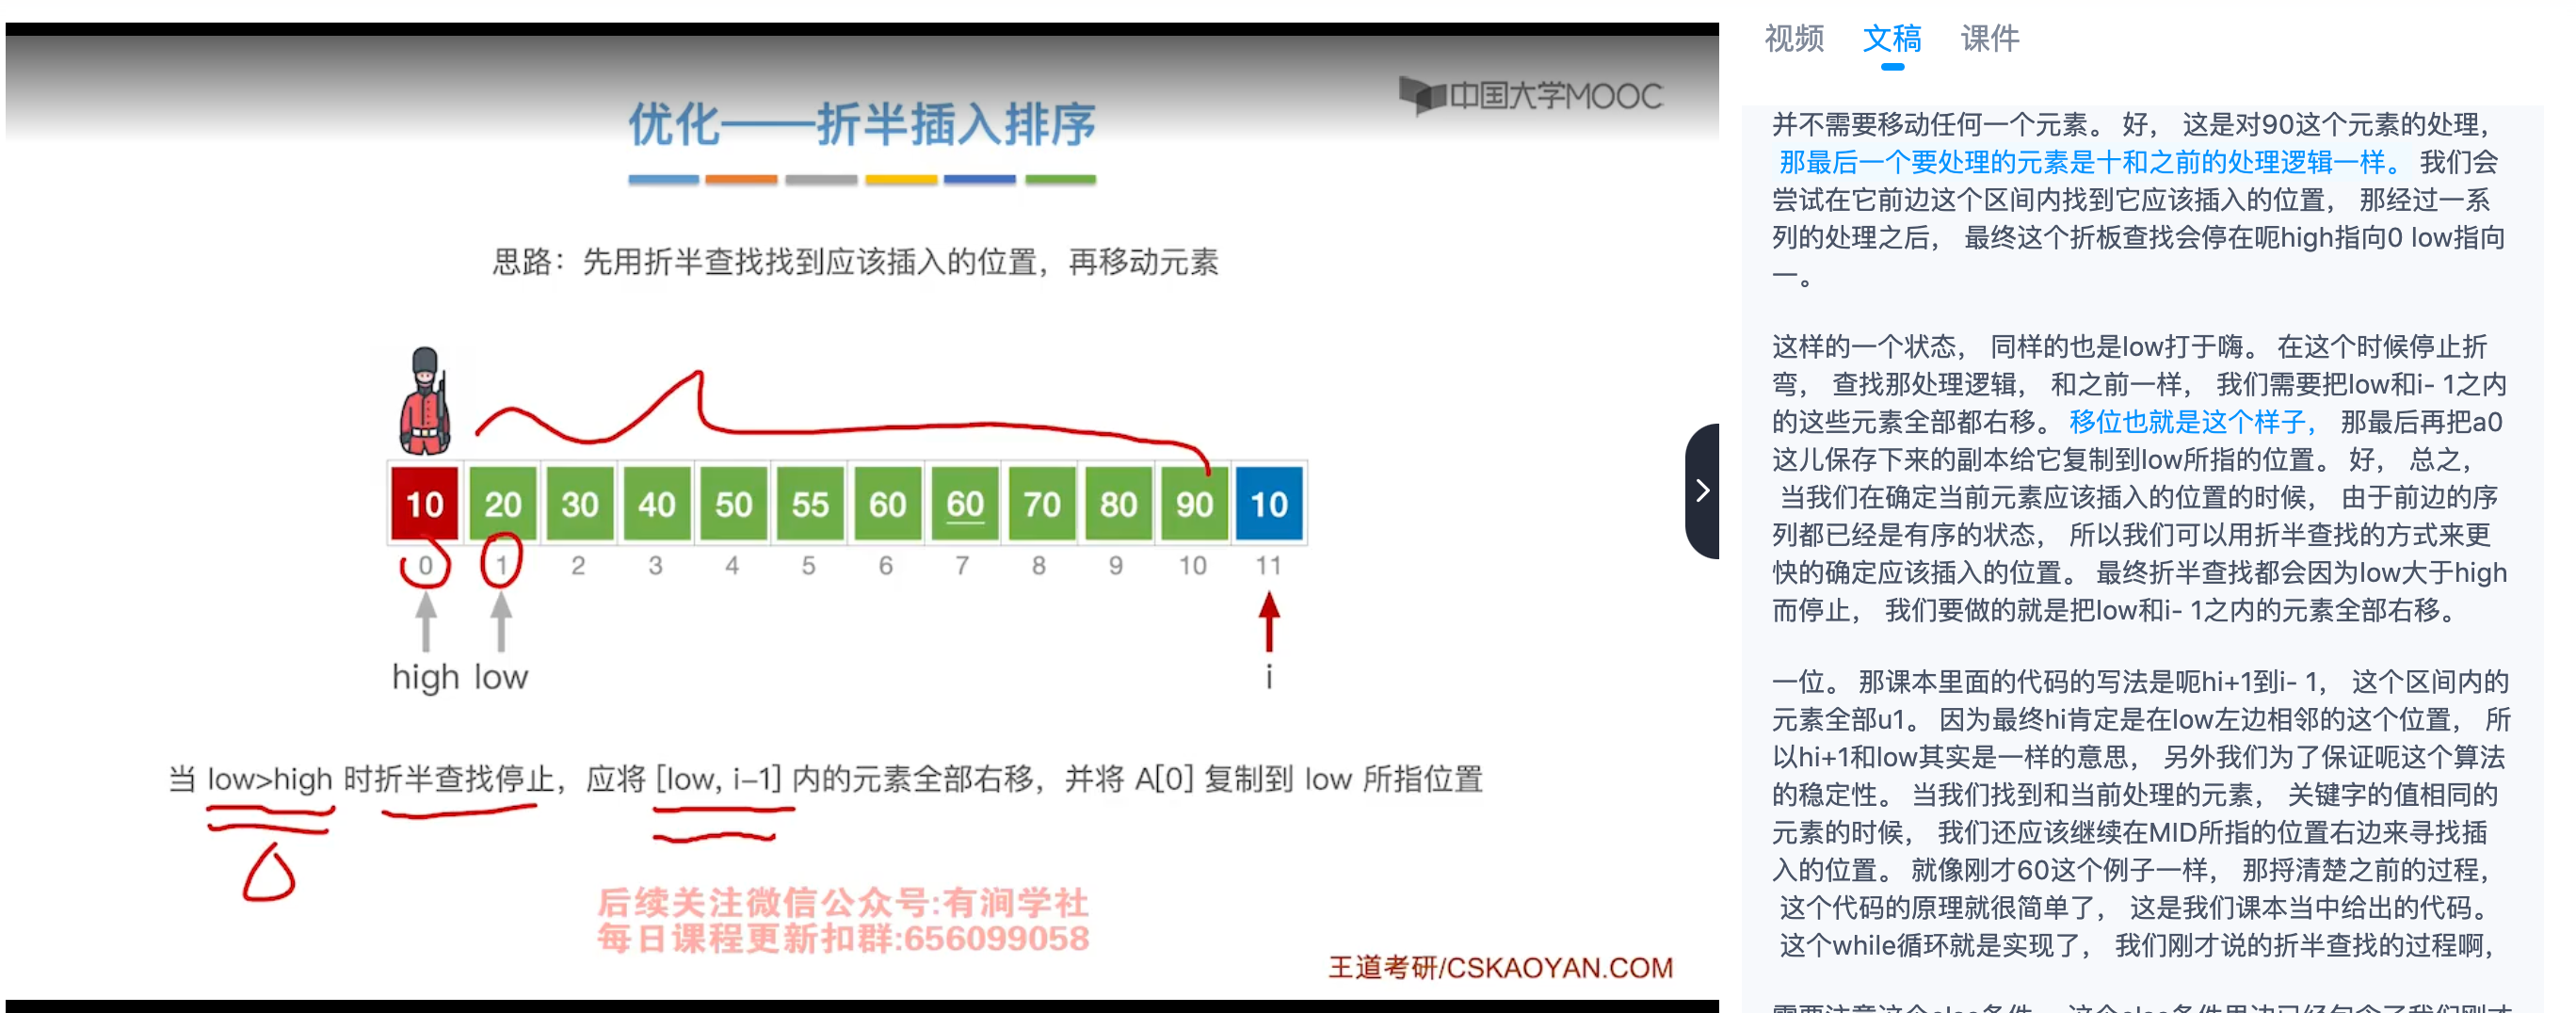 中国大学MOOC
优化——折半插入排序
思路：先用折半查找找到应该插入的位置，再移动元素
10 20 30 40 50 55 60 60 70 80 90 10
0 1 2 3 4 5 6 7 8 9 10 11
high low i
当 low>high 时折半查找停止，应将 [low, i-1] 内的元素全部右移，并将 A[0] 复制到 low 所指位置
后续关注微信公众号:有涧学社
每日课程更新扣群:656099058
王道考研/CSKAOYAN.COM
视频 文稿 课件
并不需要移动任何一个元素。 好， 这是对90这个元素的处理，
那最后一个要处理的元素是十和之前的处理逻辑一样。 我们会
尝试在它前边这个区间内找到它应该插入的位置， 那经过一系
列的处理之后， 最终这个折板查找会停在呃high指向0 low指向
一。
这样的一个状态， 同样的也是low打于嗨。 在这个时候停止折
弯， 查找那处理逻辑， 和之前一样， 我们需要把low和i- 1之内
的这些元素全部都右移。 移位也就是这个样子， 那最后再把a0
这儿保存下来的副本给它复制到low所指的位置。 好， 总之，
当我们在确定当前元素应该插入的位置的时候， 由于前边的序
列都已经是有序的状态， 所以我们可以用折半查找的方式来更
快的确定应该插入的位置。 最终折半查找都会因为low大于high
而停止， 我们要做的就是把low和i- 1之内的元素全部右移。
一位。 那课本里面的代码的写法是呃hi+1到i- 1， 这个区间内的
元素全部u1。 因为最终hi肯定是在low左边相邻的这个位置， 所
以hi+1和low其实是一样的意思， 另外我们为了保证呃这个算法
的稳定性。 当我们找到和当前处理的元素， 关键字的值相同的
元素的时候， 我们还应该继续在MID所指的位置右边来寻找插
入的位置。 就像刚才60这个例子一样， 那捋清楚之前的过程，
这个代码的原理就很简单了， 这是我们课本当中给出的代码。
这个while循环就是实现了， 我们刚才说的折半查找的过程啊，